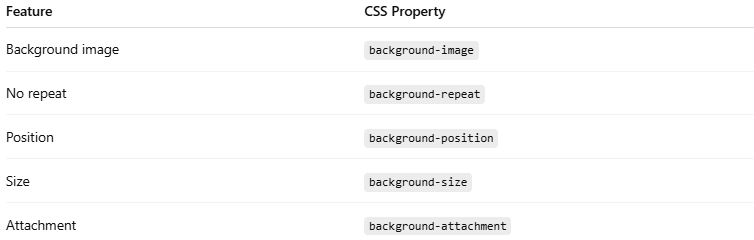 Feature CSS Property
Background image background-image
No repeat background-repeat
Position background-position
Size background-size
Attachment background-attachment